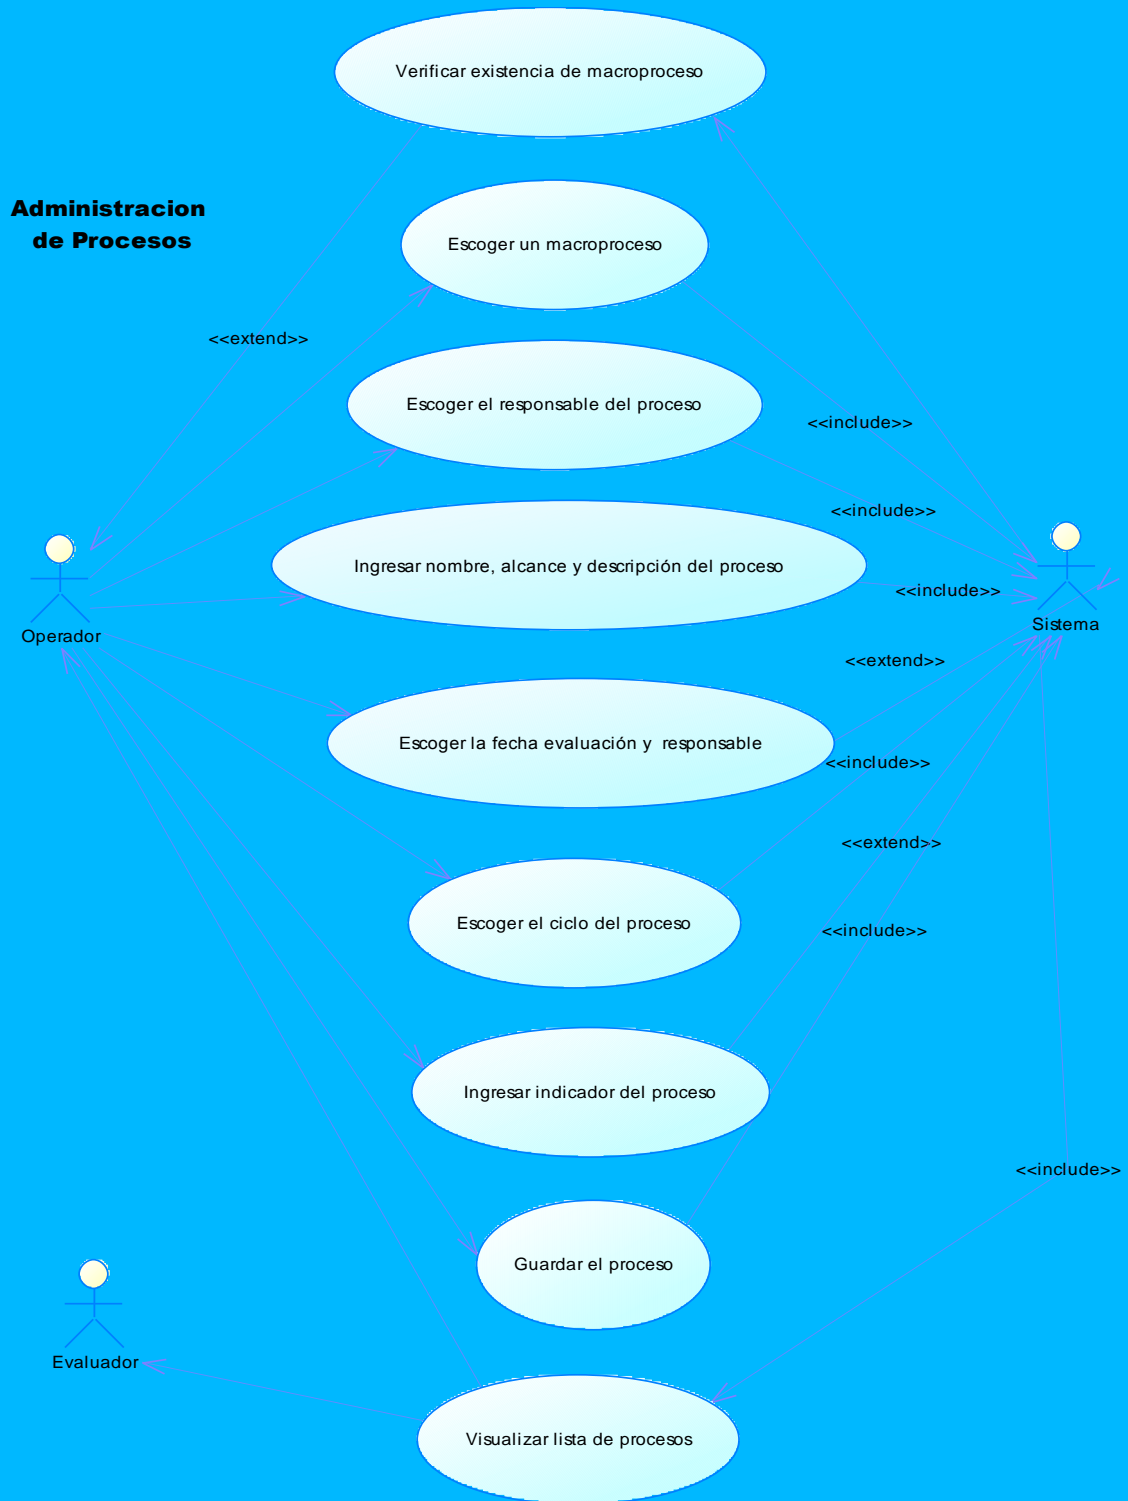 Verificar existencia de macroproceso
Administracion
de Procesos
Escoger un macroproceso
<<extend>>
Escoger el responsable del proceso
<<include>>
<<include>>
Ingresar nombre, alcance y descripción del proceso
<<include>>
Operador
Sistema
<<extend>>
Escoger la fecha evaluación y  responsable
<<include>>
<<extend>>
Escoger el ciclo del proceso
<<include>>
Ingresar indicador del proceso
<<include>>
Guardar el proceso
Evaluador
Visualizar lista de procesos